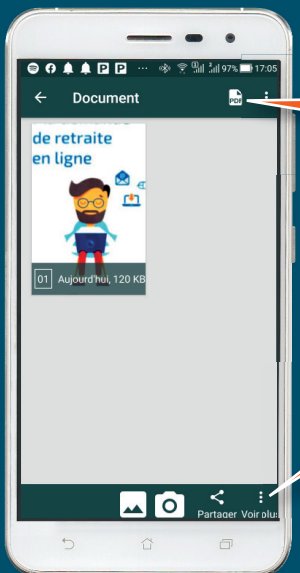 97% 17:05
Document
PDF
de retraite
en ligne
01 Aujourd'hui, 120 KB
Partager Voir plus